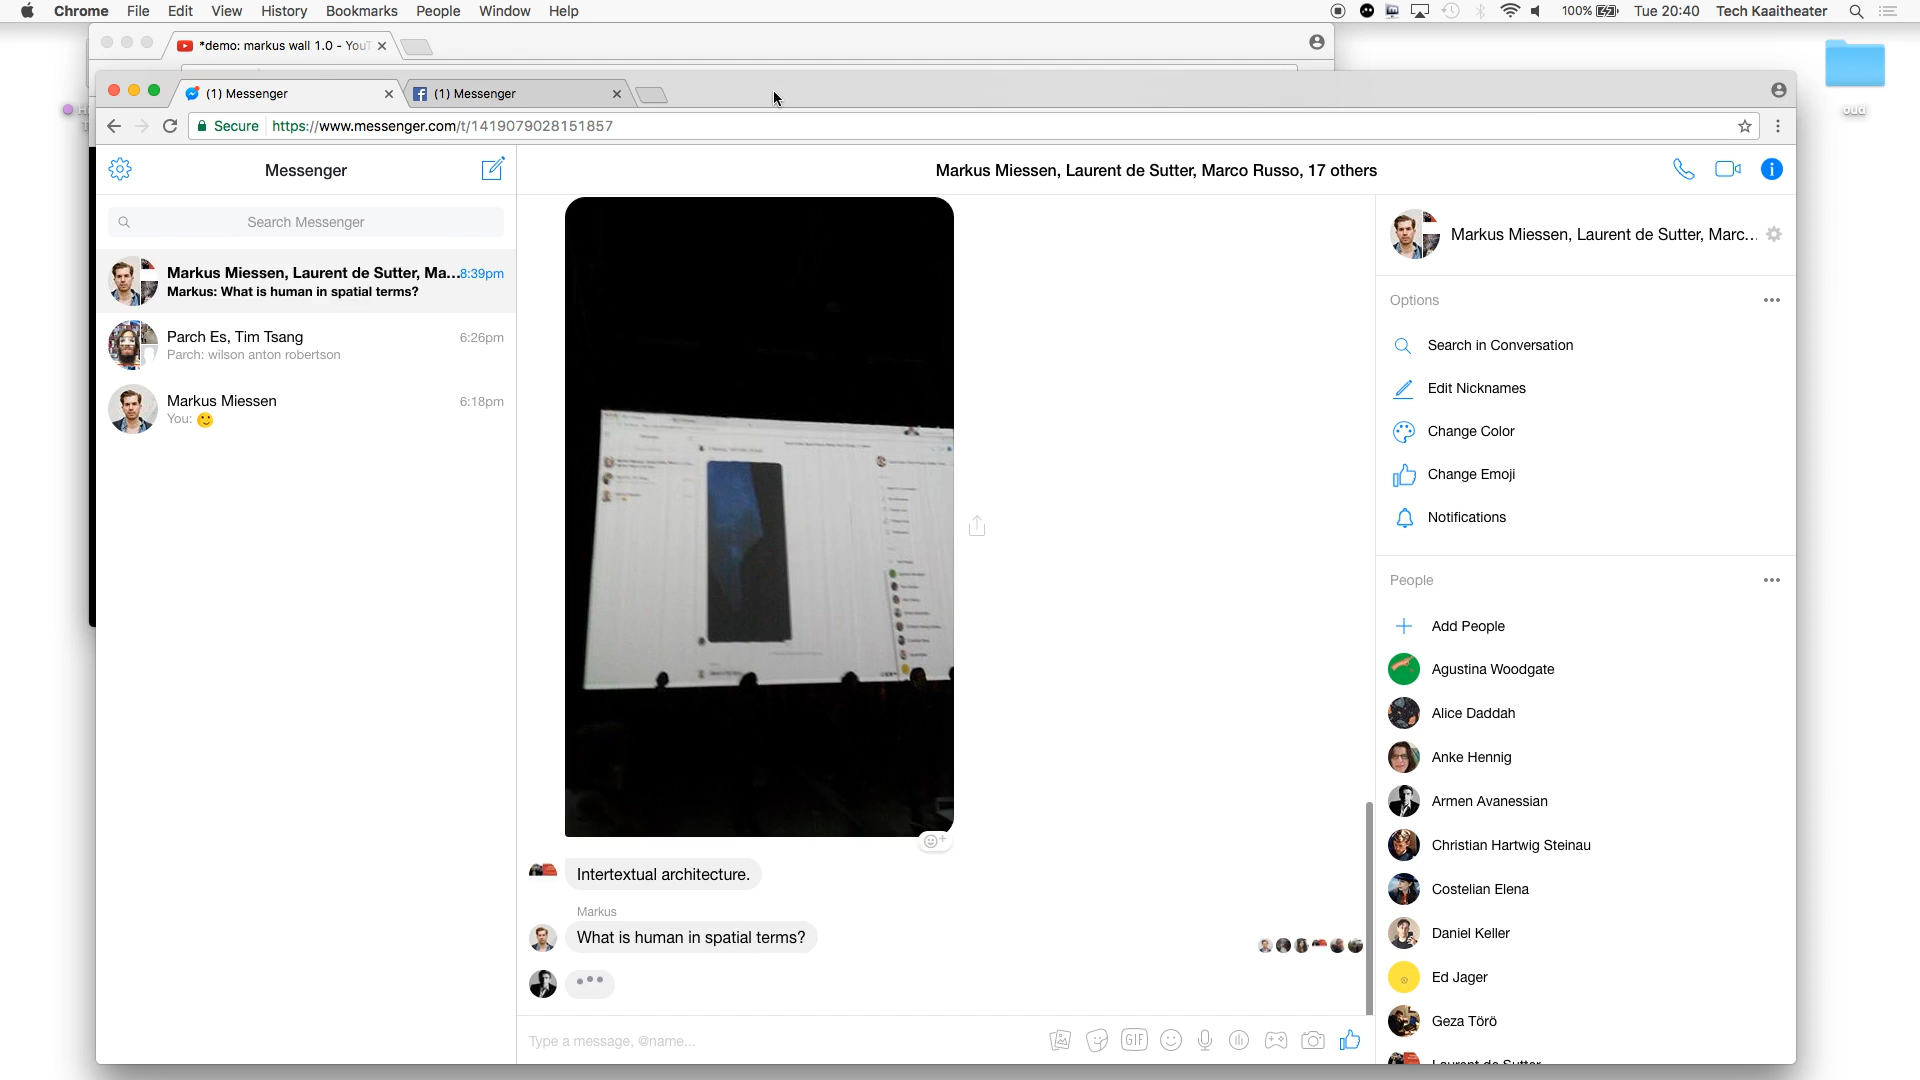 Chrome File Edit View History Bookmarks People Window Help 100% Tue 20:40 Tech Kaaitheater
*demo: markus wall 1.0 - YouT
oud
(1) Messenger (1) Messenger
Secure https://www.messenger.com/t/1419079028151857
Messenger
Markus Miessen, Laurent de Sutter, Marco Russo, 17 others
Search Messenger
Markus Miessen, Laurent de Sutter, Ma... 8:39pm
Markus: What is human in spatial terms?
Parch Es, Tim Tsang 6:26pm
Parch: wilson anton robertson
Markus Miessen 6:18pm
You:
Intertextual architecture.
Markus
What is human in spatial terms?
Type a message, @name...
GIF
Markus Miessen, Laurent de Sutter, Marc...
Options
Search in Conversation
Edit Nicknames
Change Color
Change Emoji
Notifications
People
Add People
Agustina Woodgate
Alice Daddah
Anke Hennig
Armen Avanessian
Christian Hartwig Steinau
Costelian Elena
Daniel Keller
Ed Jager
Geza Törö
Laurent de Sutter